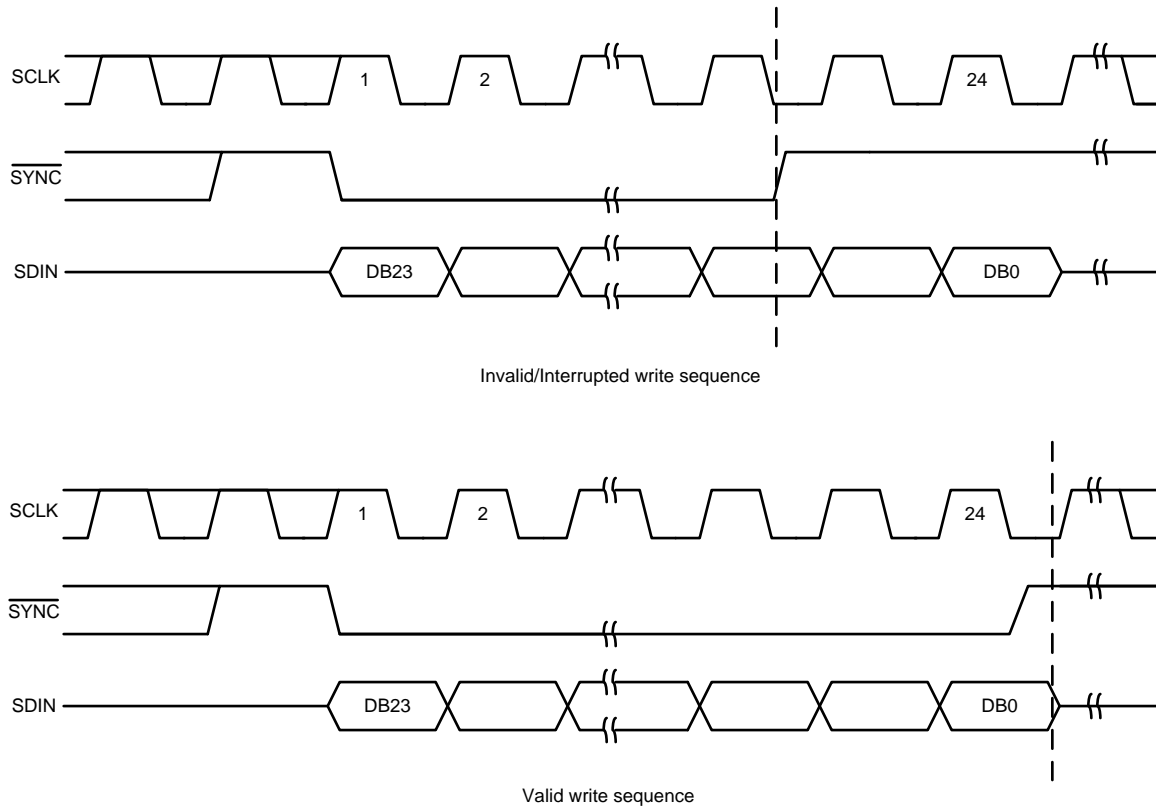 SCLK
1
2
24
SYNC
SDIN
DB23
DB0
Invalid/Interrupted write sequence
SCLK
1
2
24
SYNC
SDIN
DB23
DB0
Valid write sequence